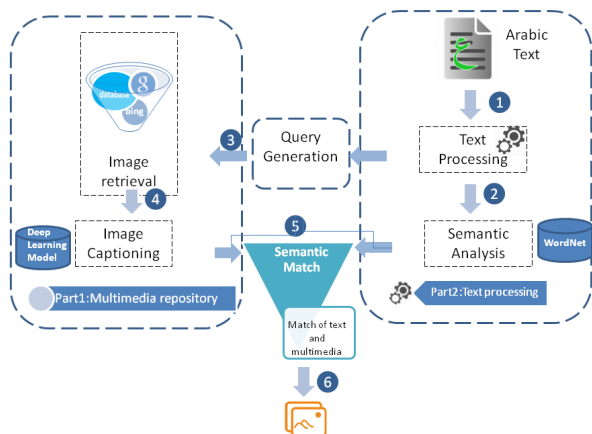 Arabic
Text
غ
1
Text
Processing
2
Semantic
Analysis
WordNet
Part2:Text processing
Query
Generation
3
database
g
bing
Image
retrieval
4
Deep
Learning
Model
Image
Captioning
Part1:Multimedia repository
5
Semantic
Match
Match of text
and
multimedia
6